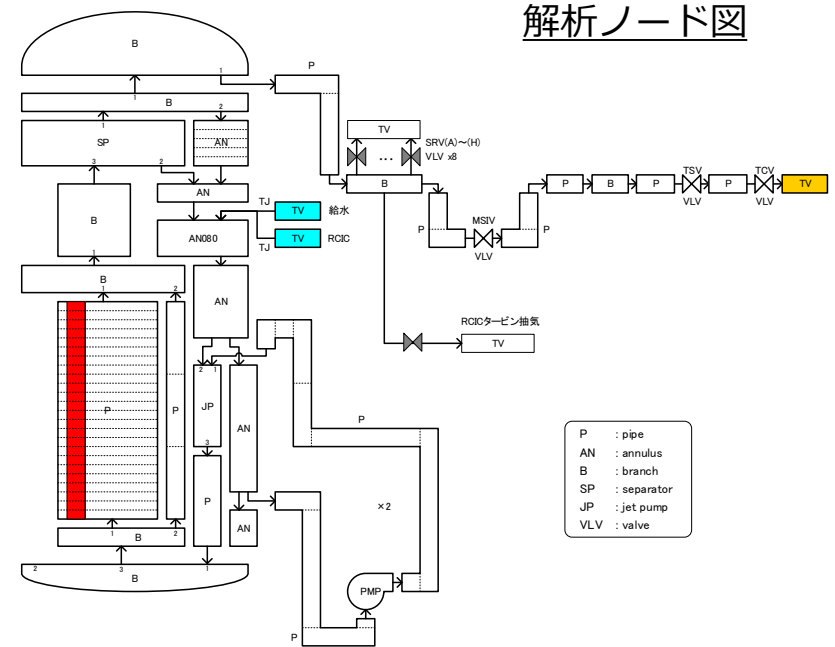 解析ノード図
B
1
1
P
B
2
1
SP
3
2
AN
AN
TV
SRV(A)～(H)
VLV x8
...
B
P
B
P
TSV
VLV
P
TCV
VLV
TV
B
1
AN080
TJ
TV
給水
TJ
TV
RCIC
P
MSIV
VLV
P
B
1
2
AN
RCICタービン抽気
TV
P
P
2
1
JP
3
AN
P
P
AN
×2
1
B
2
2
3
B
1
PMP
P
P : pipe
AN : annulus
B : branch
SP : separator
JP : jet pump
VLV : valve